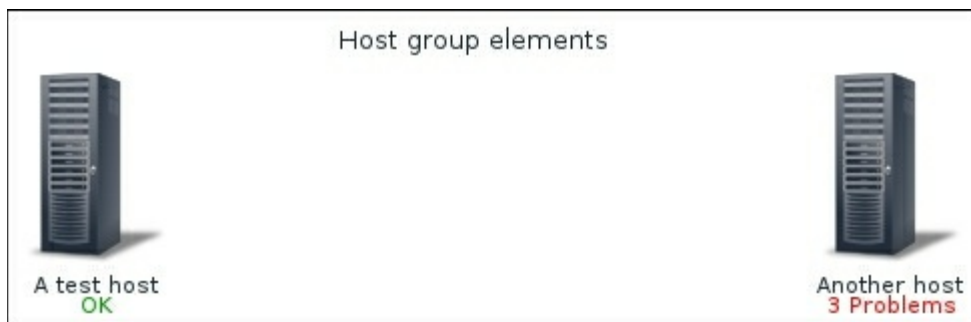 Host group elements
A test host
OK
Another host
3 Problems